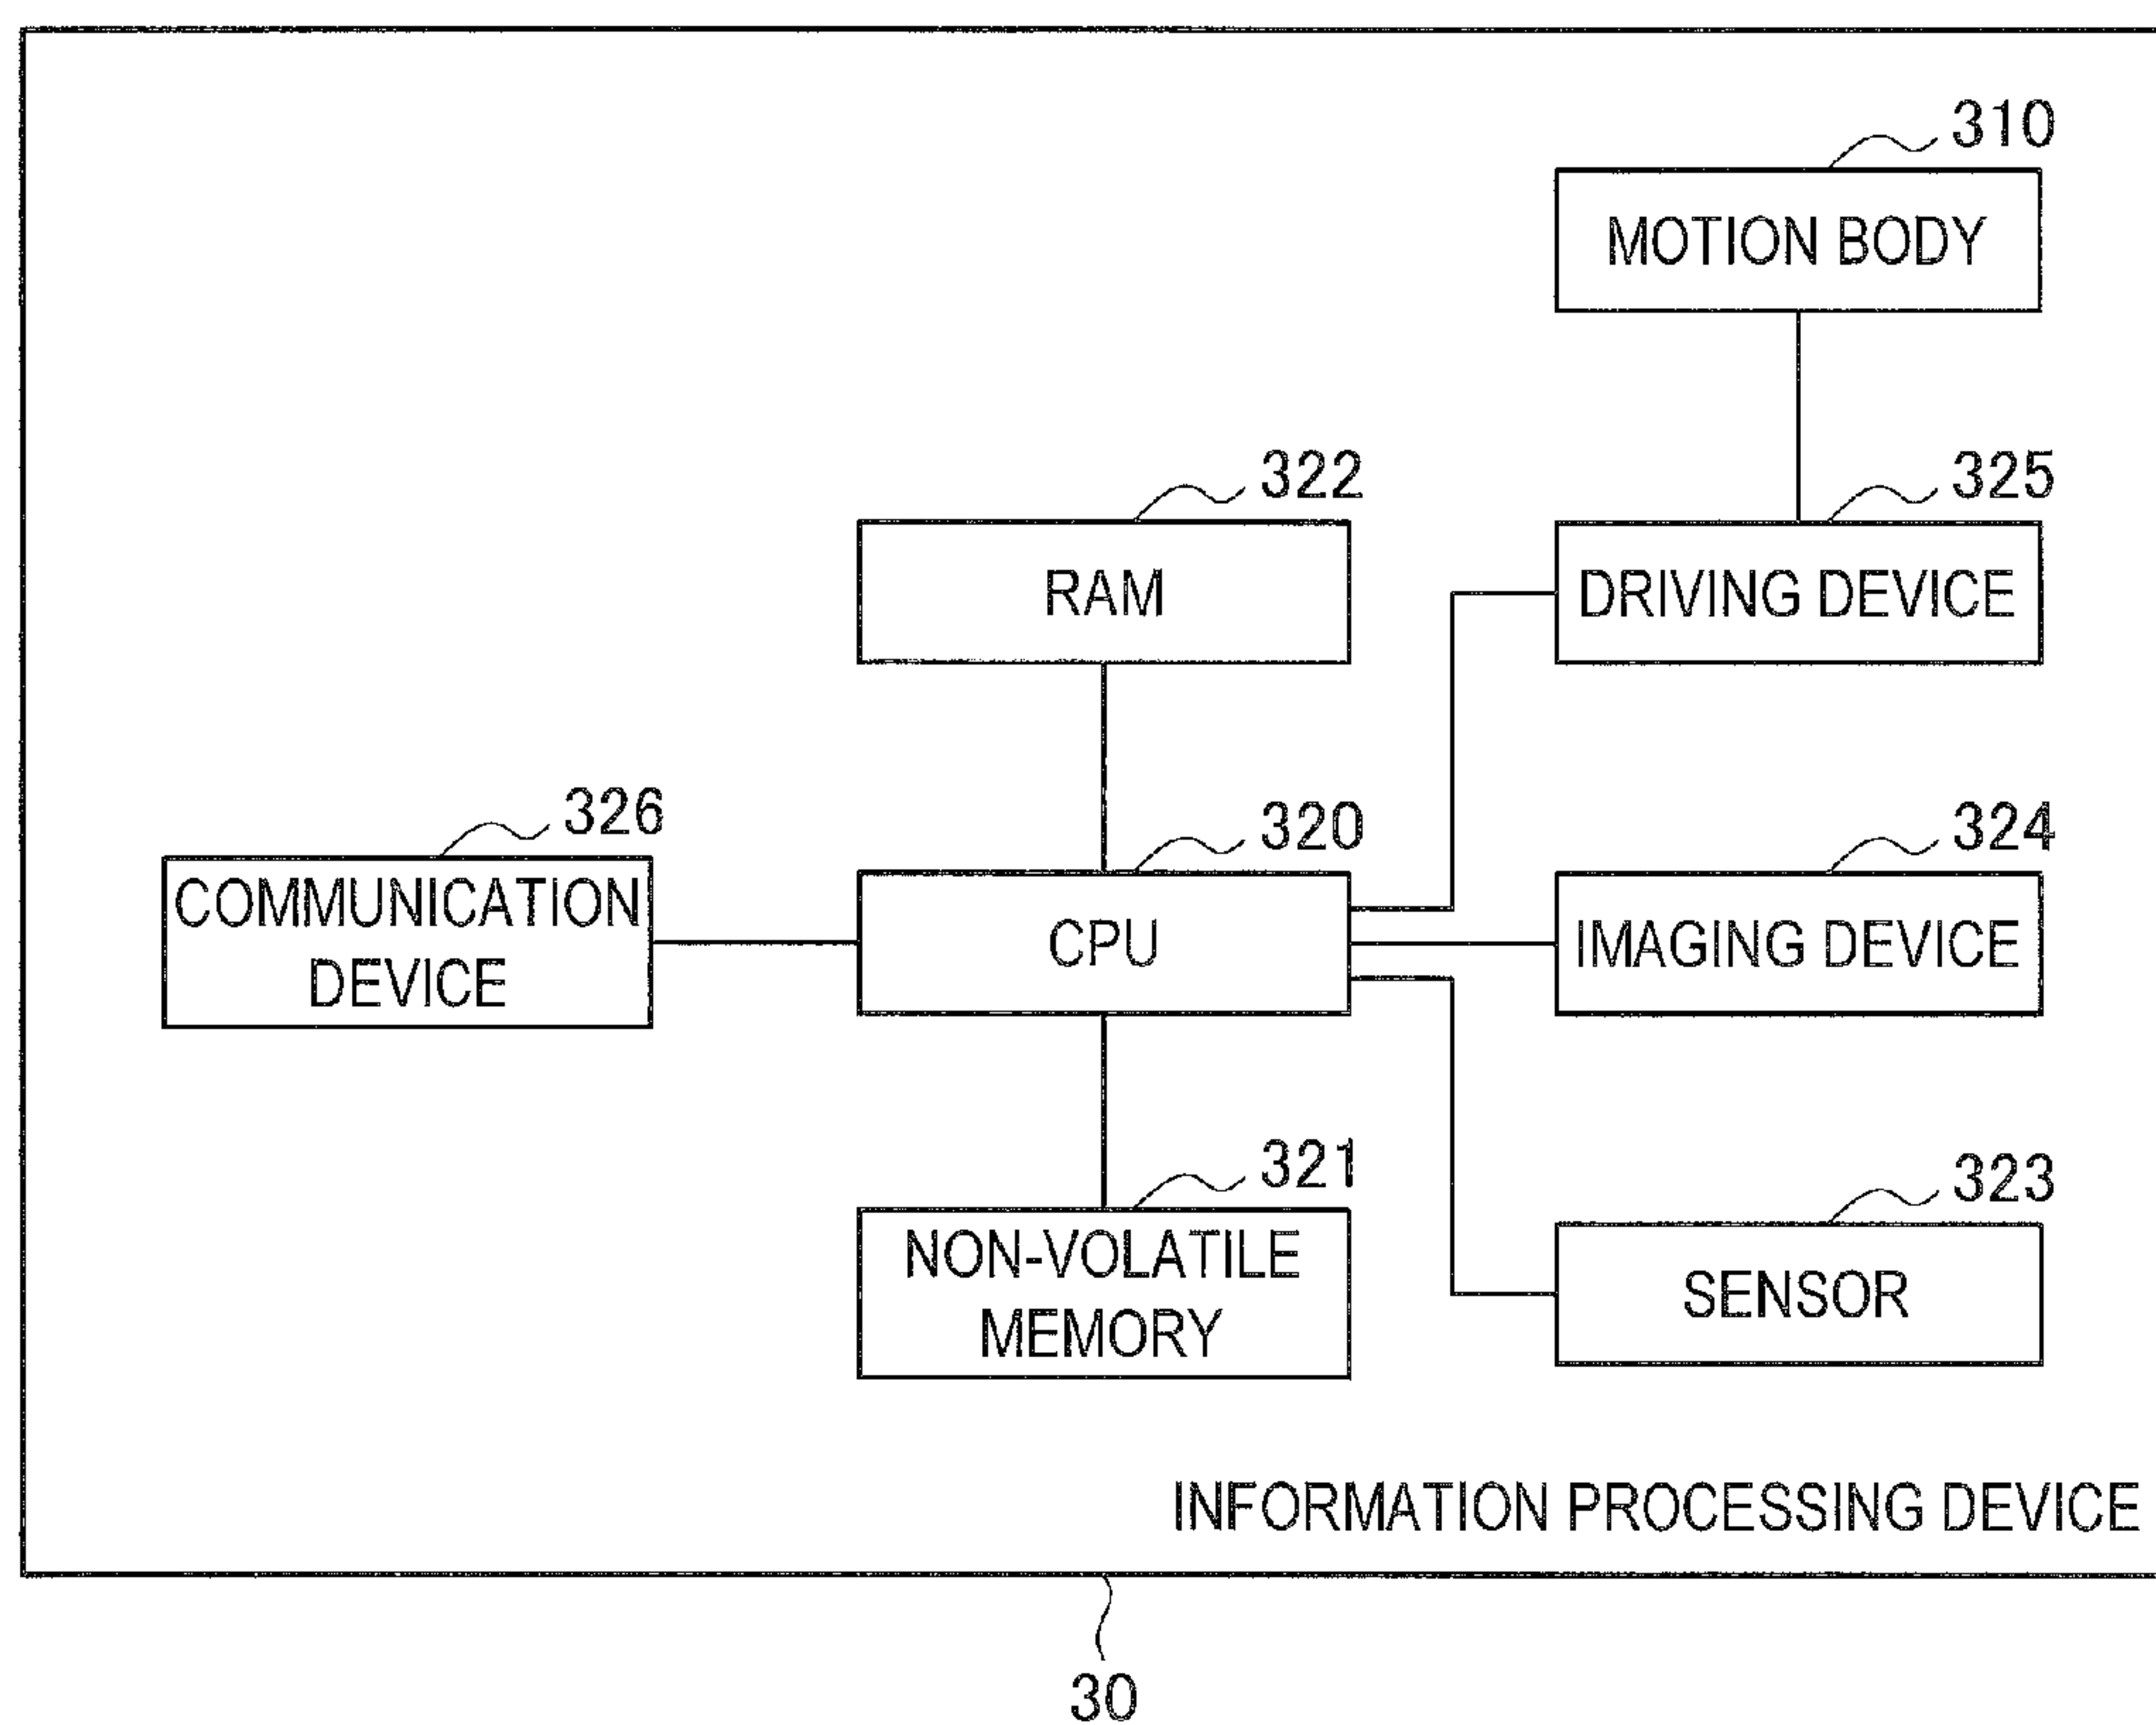 310
MOTION BODY
322
325
RAM
DRIVING DEVICE
326
320
324
COMMUNICATION
DEVICE
CPU
IMAGING DEVICE
321
323
NON-VOLATILE
MEMORY
SENSOR
INFORMATION PROCESSING DEVICE
30